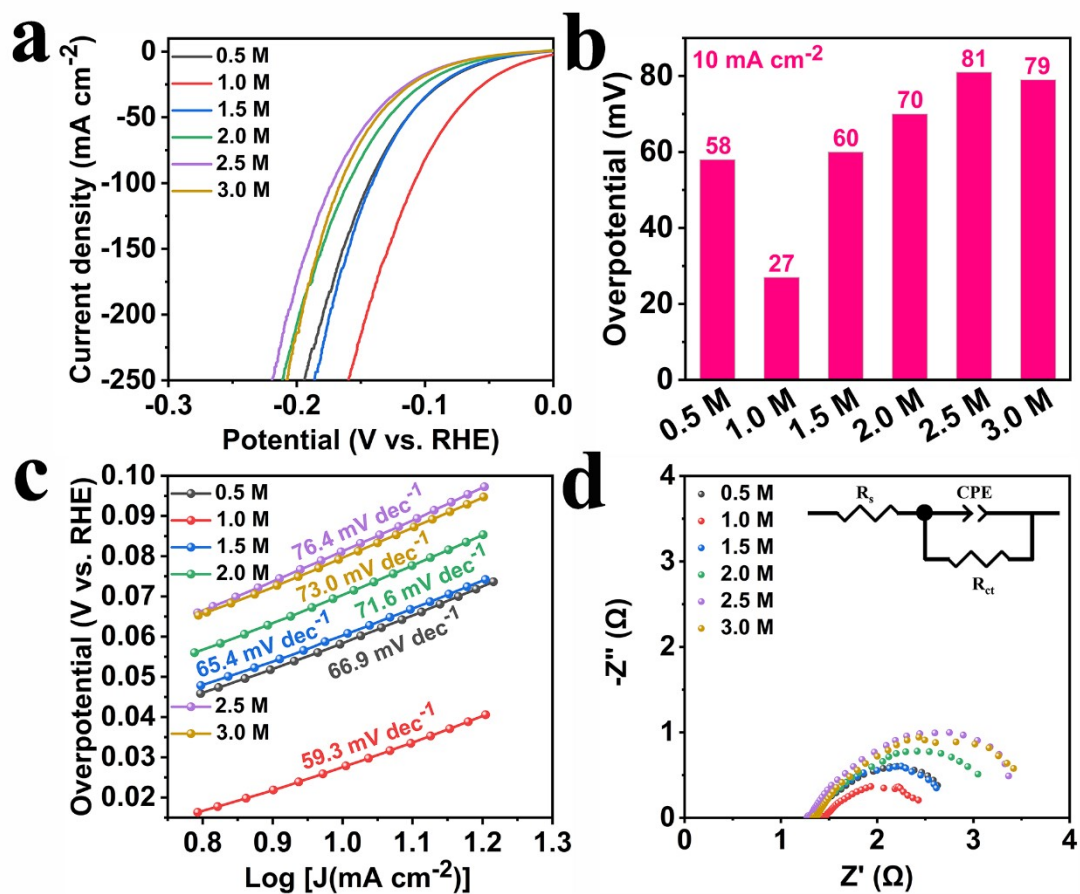 a
0.5 M
1.0 M
1.5 M
2.0 M
2.5 M
3.0 M
Current density (mA cm⁻²)
0
-50
-100
-150
-200
-250
-0.3
-0.2
-0.1
0.0
Potential (V vs. RHE)
b
10 mA cm⁻²
Overpotential (mV)
80
60
40
20
0
58
27
60
70
81
79
0.5 M
1.0 M
1.5 M
2.0 M
2.5 M
3.0 M
c
0.5 M
1.0 M
1.5 M
2.0 M
2.5 M
3.0 M
Overpotential (V vs. RHE)
0.10
0.09
0.08
0.07
0.06
0.05
0.04
0.03
0.02
76.4 mV dec⁻¹
73.0 mV dec⁻¹
71.6 mV dec⁻¹
65.4 mV dec⁻¹
66.9 mV dec⁻¹
59.3 mV dec⁻¹
0.8
0.9
1.0
1.1
1.2
1.3
Log [J(mA cm⁻²)]
d
0.5 M
1.0 M
1.5 M
2.0 M
2.5 M
3.0 M
Rs
CPE
Rct
-Z'' (Ω)
4
3
2
1
0
0
1
2
3
4
Z' (Ω)